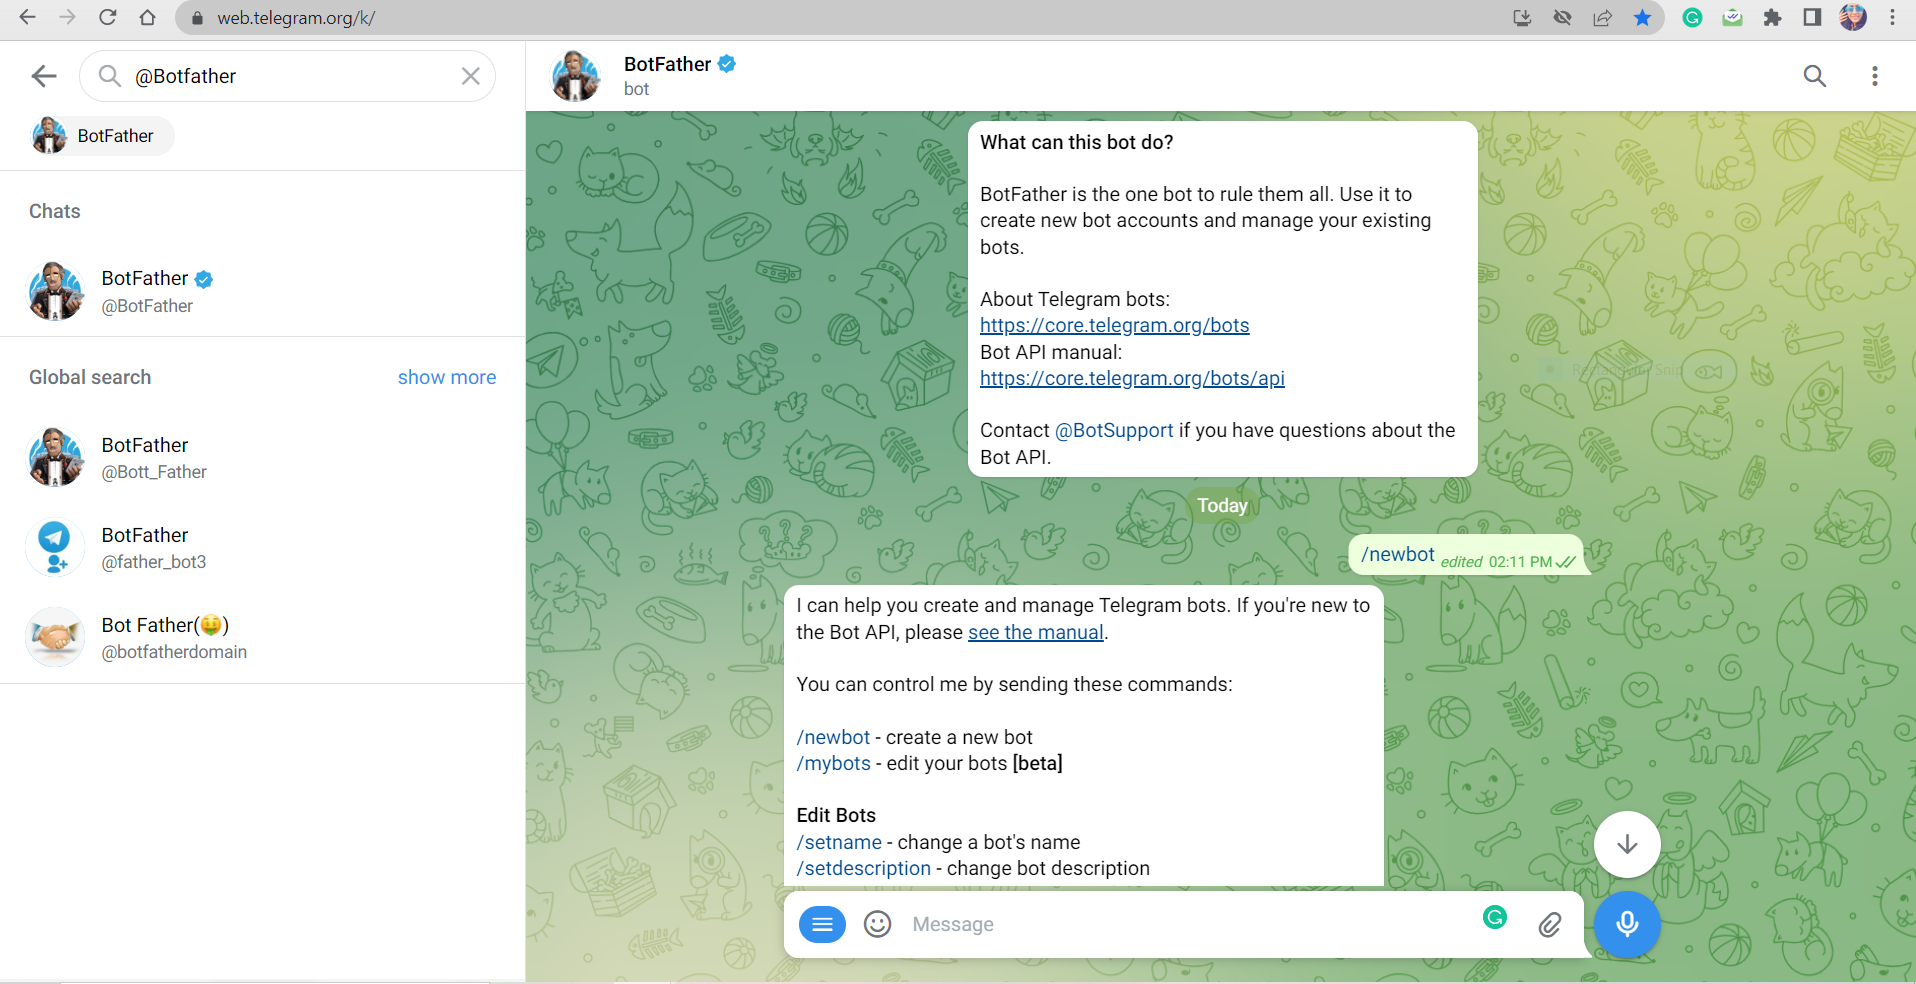 web.telegram.org/k/
@Botfather
BotFather
Chats
BotFather
@BotFather
Global search show more
BotFather
@Bott_Father
BotFather
@father_bot3
Bot Father(🤑)
@botfatherdomain
BotFather
bot
What can this bot do?
BotFather is the one bot to rule them all. Use it to
create new bot accounts and manage your existing
bots.
About Telegram bots:
https://core.telegram.org/bots
Bot API manual:
https://core.telegram.org/bots/api
Contact @BotSupport if you have questions about the
Bot API.
Rectangular Snip
Today
/newbot edited 02:11 PM
I can help you create and manage Telegram bots. If you're new to
the Bot API, please see the manual.
You can control me by sending these commands:
/newbot - create a new bot
/mybots - edit your bots [beta]
Edit Bots
/setname - change a bot's name
/setdescription - change bot description
Message